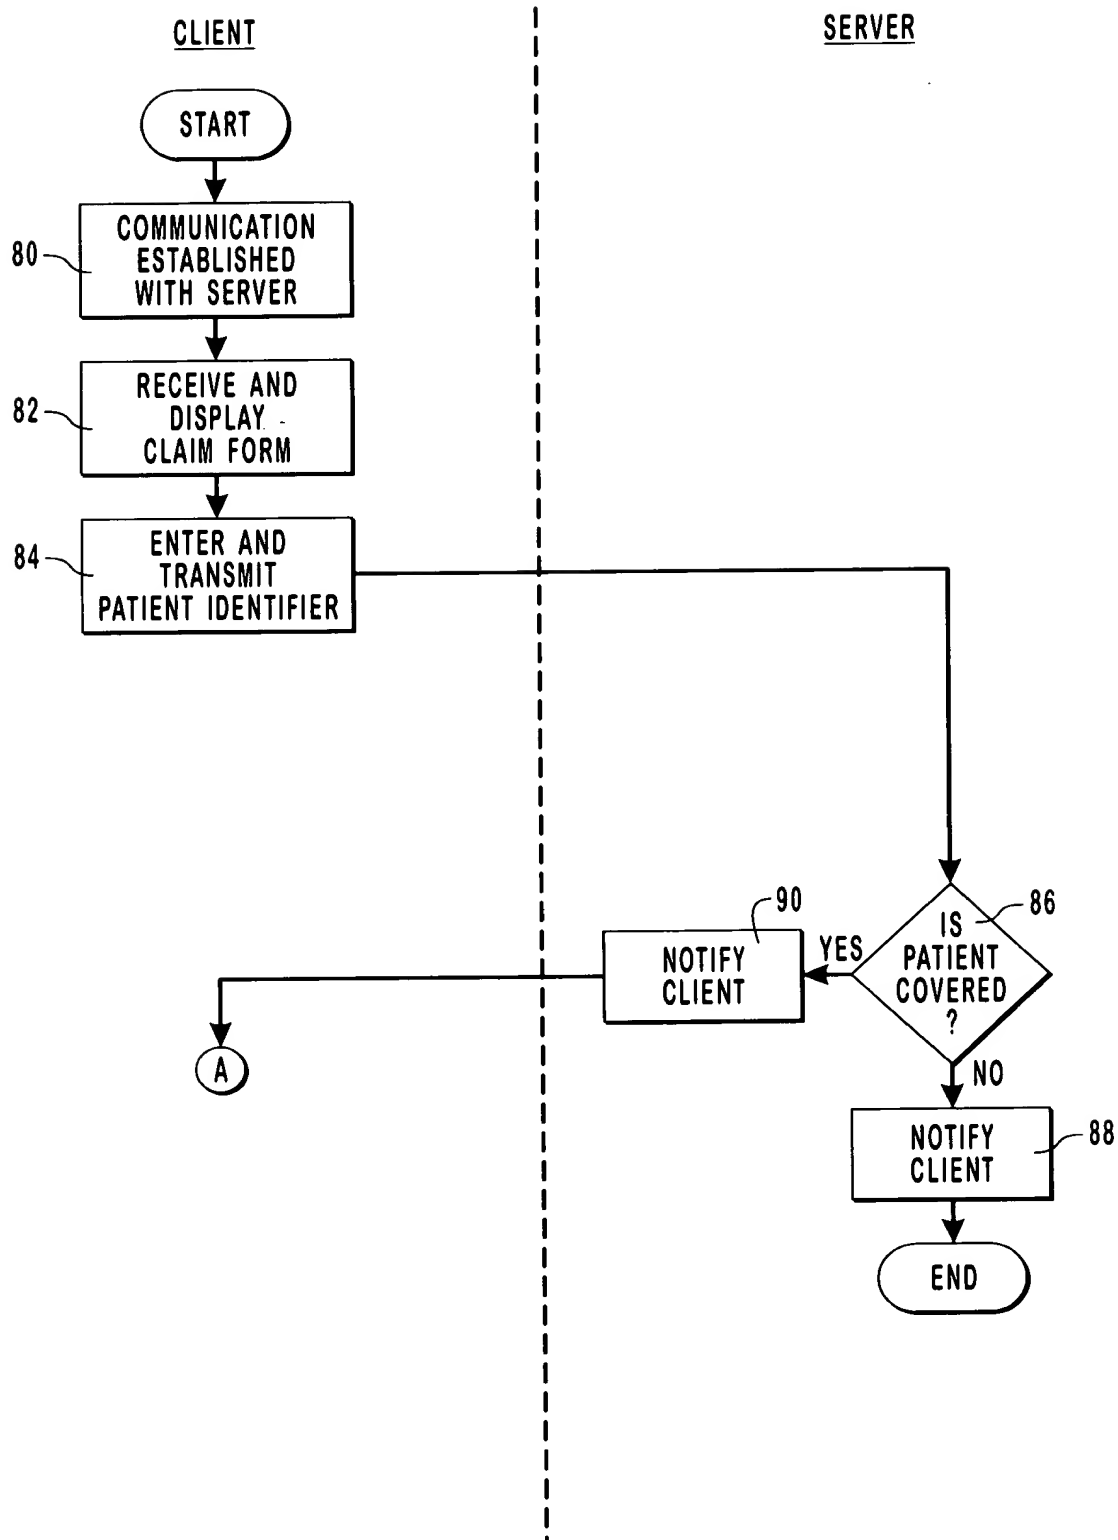 CLIENT
SERVER
START
80
COMMUNICATION
ESTABLISHED
WITH SERVER
82
RECEIVE AND
DISPLAY
CLAIM FORM
84
ENTER AND
TRANSMIT
PATIENT IDENTIFIER
86
IS
PATIENT
COVERED
?
YES
90
NOTIFY
CLIENT
A
NO
88
NOTIFY
CLIENT
END